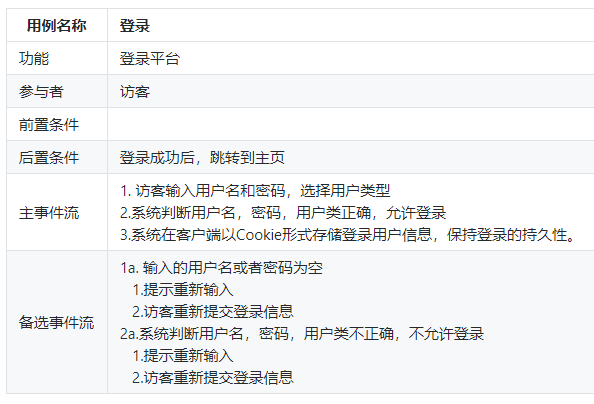 用例名称 登录
功能 登录平台
参与者 访客
前置条件
后置条件 登录成功后，跳转到主页
主事件流
1. 访客输入用户名和密码，选择用户类型
2.系统判断用户名，密码，用户类正确，允许登录
3.系统在客户端以Cookie形式存储登录用户信息，保持登录的持久性。
备选事件流
1a. 输入的用户名或者密码为空
1.提示重新输入
2.访客重新提交登录信息
2a.系统判断用户名，密码，用户类不正确，不允许登录
1.提示重新输入
2.访客重新提交登录信息